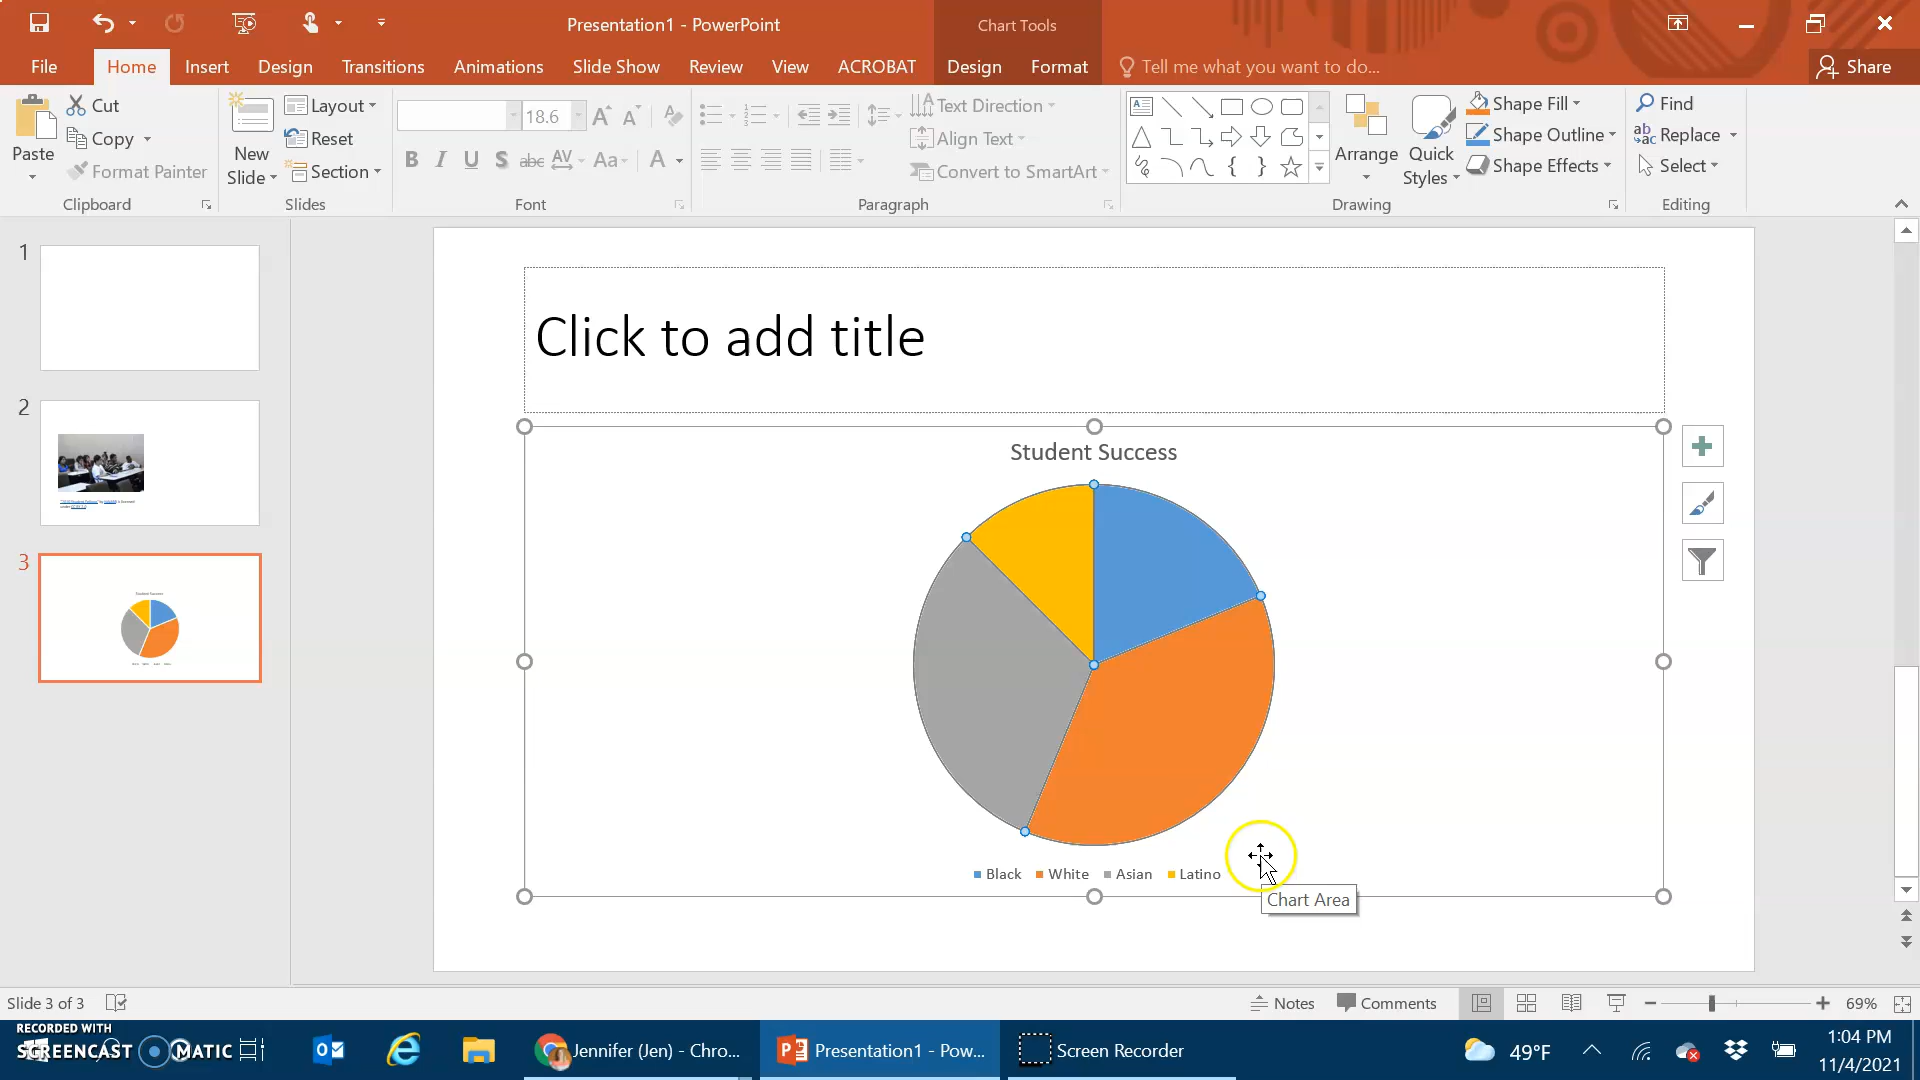 Presentation1 - PowerPoint
Chart Tools
File Home Insert Design Transitions Animations Slide Show Review View ACROBAT Design Format Tell me what you want to do... Share
Paste
Cut
Copy
Format Painter
Clipboard
New Slide
Layout
Reset
Section
Slides
18.6
B I U S abc AV Aa A
Font
Text Direction
Align Text
Convert to SmartArt
Paragraph
Arrange
Quick Styles
Shape Fill
Shape Outline
Shape Effects
Drawing
Find
Replace
Select
Editing
1
2
3
Click to add title
Student Success
Black White Asian Latino
Chart Area
Slide 3 of 3
Notes Comments 69%
RECORDED WITH
SCREENCAST MATIC
Jennifer (Jen) - Chro...
Presentation1 - Pow...
Screen Recorder
49°F
1:04 PM
11/4/2021